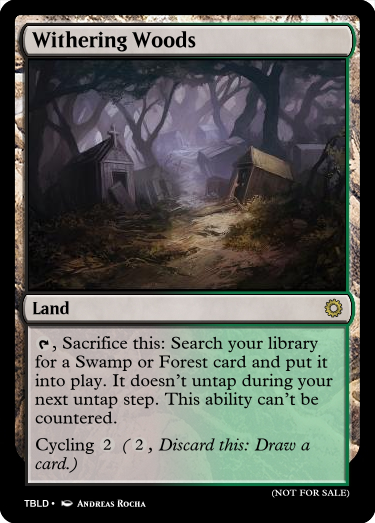 Withering Woods
Land
, Sacrifice this: Search your library
for a Swamp or Forest card and put it
into play. It doesn't untap during your
next untap step. This ability can't be
countered.
Cycling 2 ( 2 , Discard this: Draw a
card.)
(NOT FOR SALE)
TBLD • Andreas Rocha